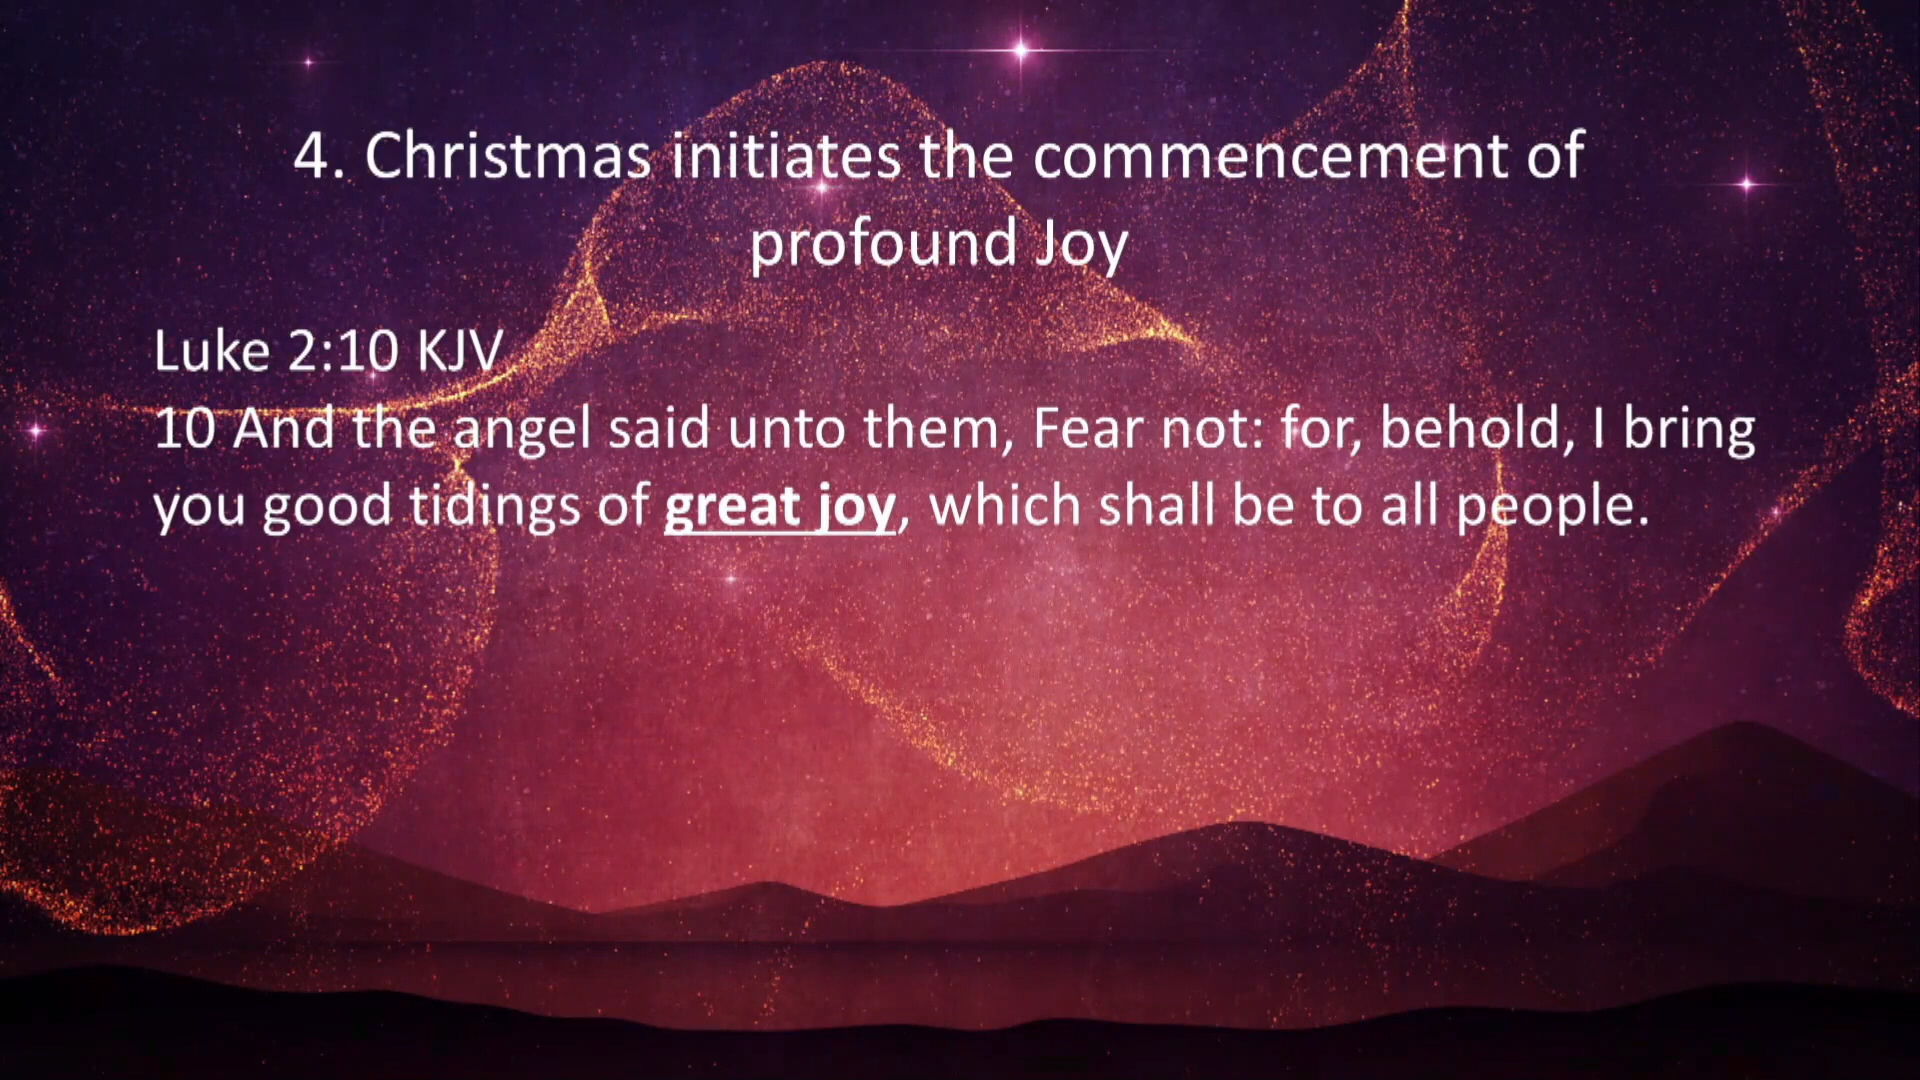 4. Christmas initiates the commencement of
profound Joy
Luke 2:10 KJV
10 And the angel said unto them, Fear not: for, behold, I bring
you good tidings of great joy, which shall be to all people.